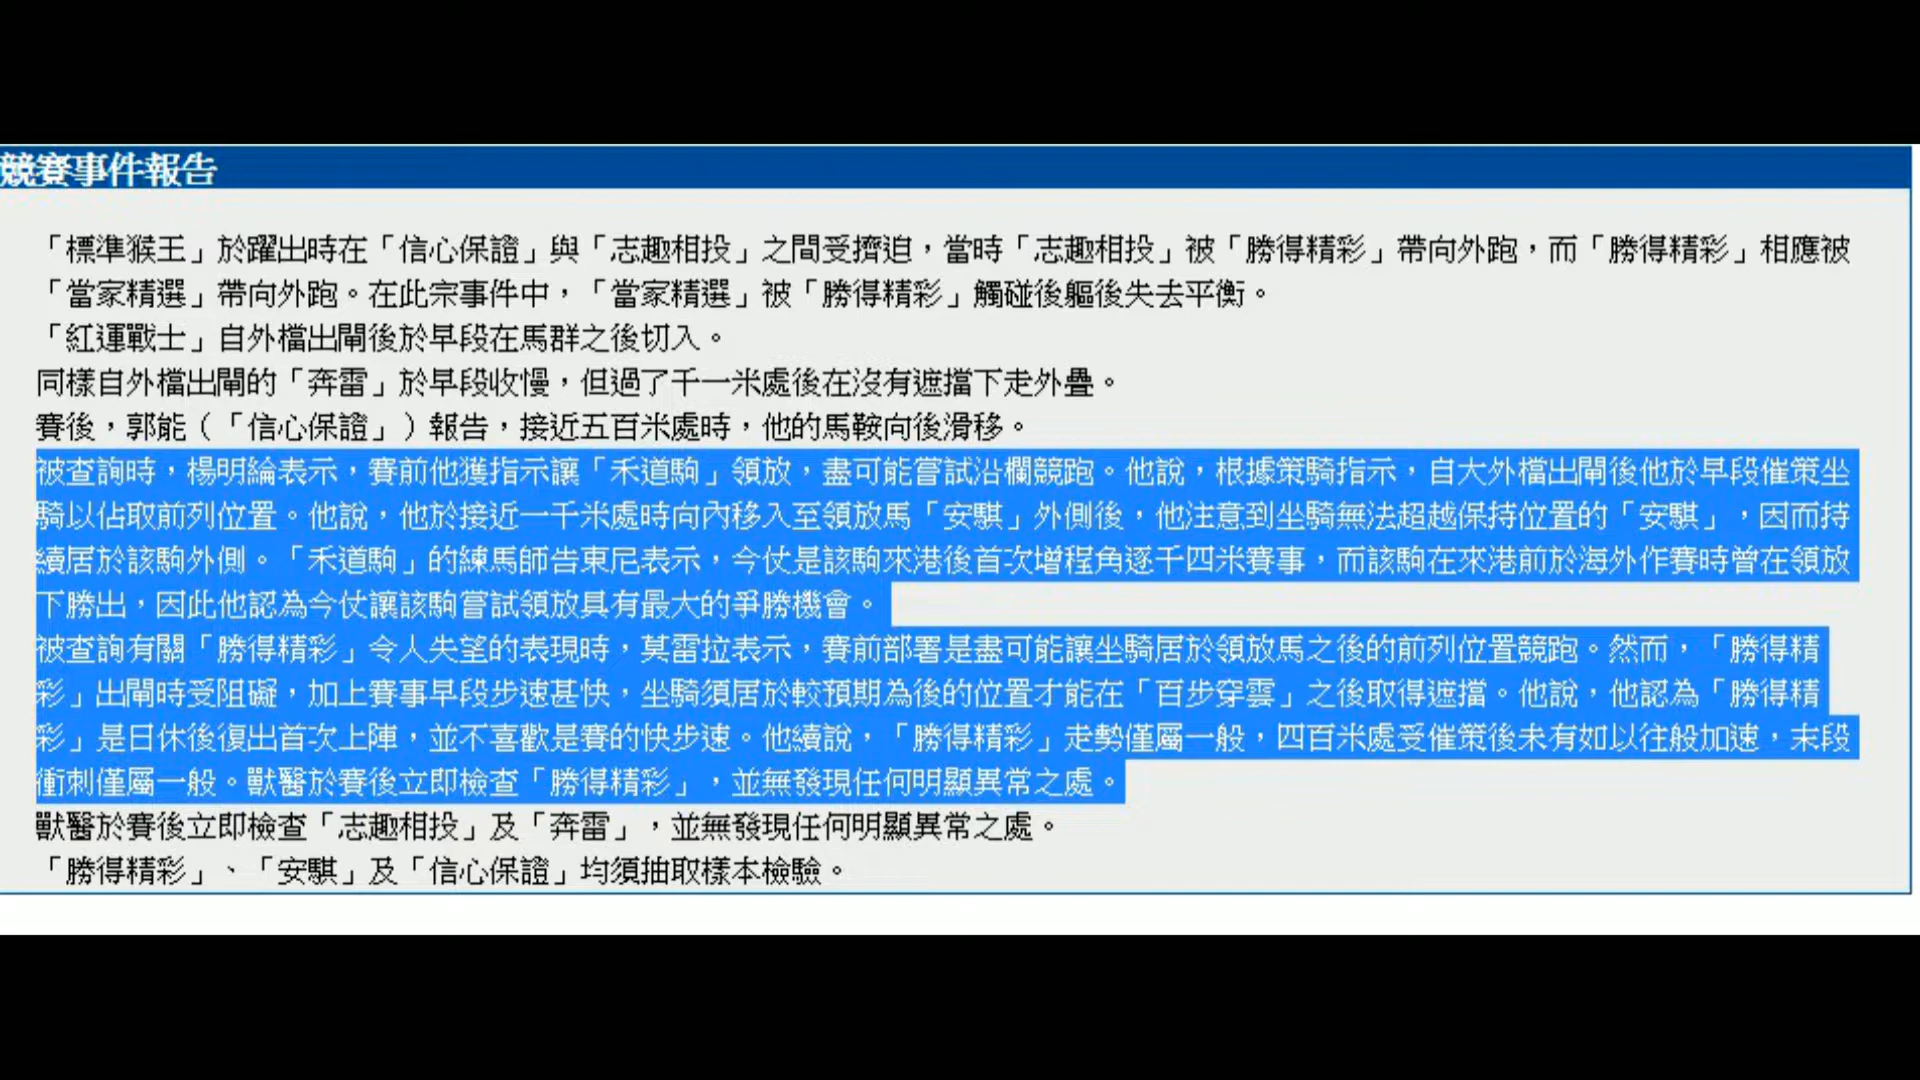 競賽事件報告
「標準猴王」於躍出時在「信心保證」與「志趣相投」之間受擠迫，當時「志趣相投」被「勝得精彩」帶向外跑，而「勝得精彩」相應被
「當家精選」帶向外跑。在此宗事件中，「當家精選」被「勝得精彩」觸碰後軀後失去平衡。
「紅運戰士」自外檔出閘後於早段在馬群之後切入。
同樣自外檔出閘的「奔雷」於早段收慢，但過了千一米處後在沒有遮擋下走外疊。
賽後，郭能（「信心保證」）報告，接近五百米處時，他的馬鞍向後滑移。
被查詢時，楊明綸表示，賽前他獲指示讓「禾道駒」領放，盡可能嘗試沿欄競跑。他說，根據策騎指示，自大外檔出閘後他於早段催策坐
騎以佔取前列位置。他說，他於接近一千米處時向內移入至領放馬「安騏」外側後，他注意到坐騎無法超越保持位置的「安騏」，因而持
續居於該駒外側。「禾道駒」的練馬師告東尼表示，今仗是該駒來港後首次增程角逐千四米賽事，而該駒在來港前於海外作賽時曾在領放
下勝出，因此他認為今仗讓該駒嘗試領放具有最大的爭勝機會。
被查詢有關「勝得精彩」令人失望的表現時，莫雷拉表示，賽前部署是盡可能讓坐騎居於領放馬之後的前列位置競跑。然而，「勝得精
彩」出閘時受阻礙，加上賽事早段步速甚快，坐騎須居於較預期為後的位置才能在「百步穿雲」之後取得遮擋。他說，他認為「勝得精
彩」是日休後復出首次上陣，並不喜歡是賽的快步速。他續說，「勝得精彩」走勢僅屬一般，四百米處受催策後未有如以往般加速，末段
衝刺僅屬一般。獸醫於賽後立即檢查「勝得精彩」，並無發現任何明顯異常之處。
獸醫於賽後立即檢查「志趣相投」及「奔雷」，並無發現任何明顯異常之處。
「勝得精彩」、「安騏」及「信心保證」均須抽取樣本檢驗。